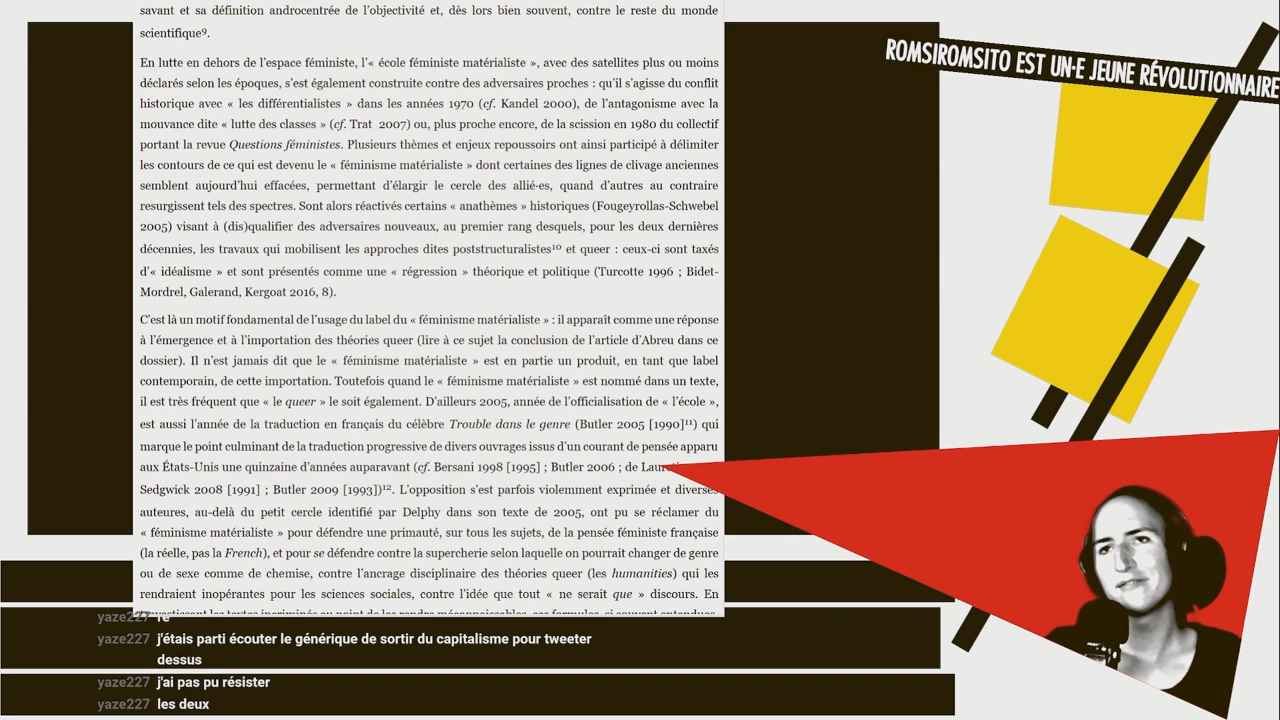 savant et sa définition androcentrée de l'objectivité et, dès lors bien souvent, contre le reste du monde
scientifique⁹.
En lutte en dehors de l'espace féministe, l'« école féministe matérialiste », avec des satellites plus ou moins
déclarés selon les époques, s'est également construite contre des adversaires proches : qu'il s'agisse du conflit
historique avec « les différentialistes » dans les années 1970 (cf. Kandel 2000), de l'antagonisme avec la
mouvance dite « lutte des classes » (cf. Trat 2007) ou, plus proche encore, de la scission en 1980 du collectif
portant la revue Questions féministes. Plusieurs thèmes et enjeux repoussoirs ont ainsi participé à délimiter
les contours de ce qui est devenu le « féminisme matérialiste » dont certaines des lignes de clivage anciennes
semblent aujourd'hui effacées, permettant d'élargir le cercle des allié·es, quand d'autres au contraire
resurgissent tels des spectres. Sont alors réactivés certains « anathèmes » historiques (Fougeyrollas-Schwebel
2005) visant à (dis)qualifier des adversaires nouveaux, au premier rang desquels, pour les deux dernières
décennies, les travaux qui mobilisent les approches dites poststructuralistes¹⁰ et queer : ceux-ci sont taxés
d'« idéalisme » et sont présentés comme une « régression » théorique et politique (Turcotte 1996 ; Bidet-
Mordrel, Galerand, Kergoat 2016, 8).
C'est là un motif fondamental de l'usage du label du « féminisme matérialiste » : il apparaît comme une réponse
à l'émergence et à l'importation des théories queer (lire à ce sujet la conclusion de l'article d'Abreu dans ce
dossier). Il n'est jamais dit que le « féminisme matérialiste » est en partie un produit, en tant que label
contemporain, de cette importation. Toutefois quand le « féminisme matérialiste » est nommé dans un texte,
il est très fréquent que « le queer » le soit également. D'ailleurs 2005, année de l'officialisation de « l'école »,
est aussi l'année de la traduction en français du célèbre Trouble dans le genre (Butler 2005 [1990]¹¹) qui
marque le point culminant de la traduction progressive de divers ouvrages issus d'un courant de pensée apparu
aux États-Unis une quinzaine d'années auparavant (cf. Bersani 1998 [1995] ; Butler 2006 ; de
Sedgwick 2008 [1991] ; Butler 2009 [1993])¹². L'opposition s'est parfois violemment exprimée et diverses
auteures, au-delà du petit cercle identifié par Delphy dans son texte de 2005, ont pu se réclamer du
« féminisme matérialiste » pour défendre une primauté, sur tous les sujets, de la pensée féministe française
(la réelle, pas la French), et pour se défendre contre la supercherie selon laquelle on pourrait changer de genre
ou de sexe comme de chemise, contre l'ancrage disciplinaire des théories queer (les humanities) qui les
rendraient inopérantes pour les sciences sociales, contre l'idée que tout « ne serait que » discours. En
ROMSIROMSITO EST UN·E JEUNE RÉVOLUTIONNAIRE
yaze227 re
yaze227 j'étais parti écouter le générique de sortir du capitalisme pour tweeter
dessus
yaze227 j'ai pas pu résister
yaze227 les deux